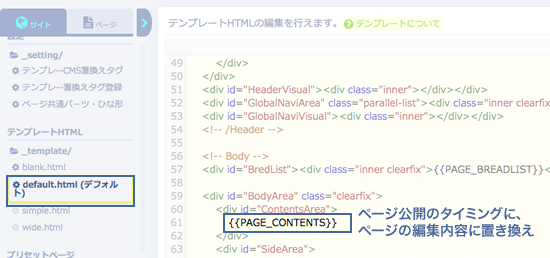 サイト
ページ
_setting/
テンプレ-CMS置換えタグ
テンプレ一置換えタグ登録
ページ共通パーツ・ひな形
テンプレートHTML
_template/
blank.html
default.html (デフォルト)
simple.html
wide.html
プリセットページ
テンプレートHTMLの編集を行えます。 テンプレートについて
49 </div>
50 </div>
51 <div id="HeaderVisual"><div class="inner"></div></div>
52 <div id="GlobalNaviArea" class="parallel-list"><div class="inner clearfix">
53 <div id="GlobalNaviVisual"><div class="inner"></div></div>
54 <!-- /Header -->
55
56 <!-- Body -->
57 <div id="BredList"><div class="inner clearfix">{{PAGE_BREADLIST}}</div>
58
59 <div id="BodyArea" class="clearfix">
60 <div id="ContentsArea">
61 {{PAGE_CONTENTS}}
62 </div>
63 <div id="SideArea">
ページ公開のタイミングに、
ページの編集内容に置き換え